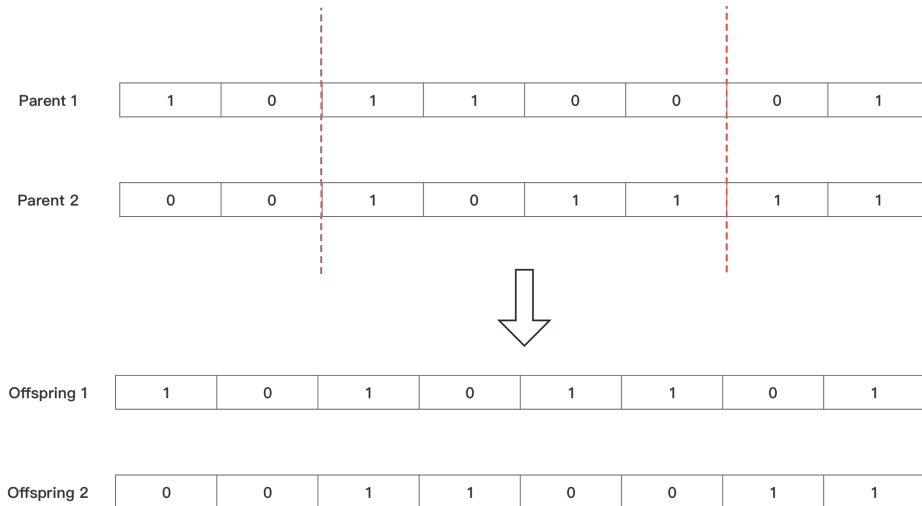 Parent 1 1 0 1 1 0 0 0 1
Parent 2 0 0 1 0 1 1 1 1
Offspring 1 1 0 1 0 1 1 0 1
Offspring 2 0 0 1 1 0 0 1 1